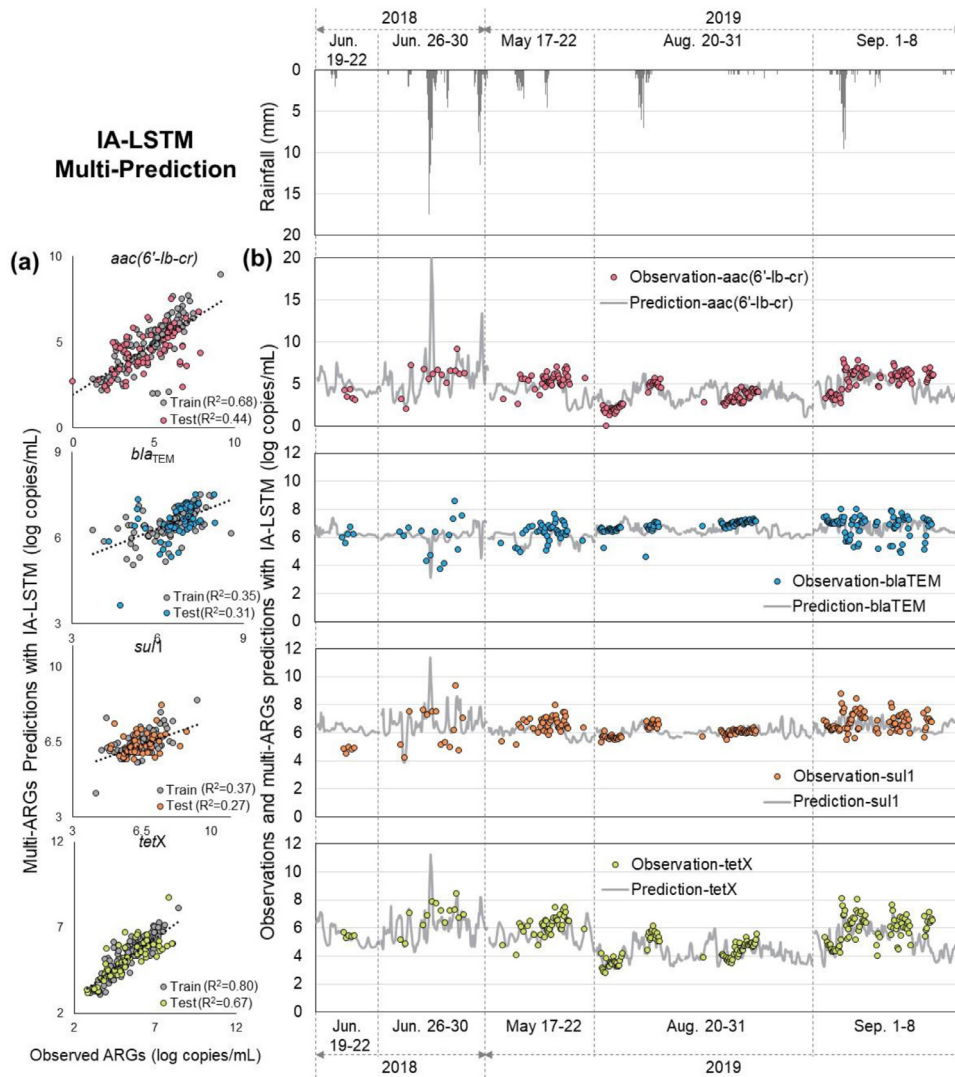 2018
2019
Jun.
19-22
Jun. 26-30
May 17-22
Aug. 20-31
Sep. 1-8
IA-LSTM
Multi-Prediction
Rainfall (mm)
0
5
10
15
20
(a)
Multi-ARGs Predictions with IA-LSTM (log copies/mL)
aac(6'-lb-cr)
10
5
0
Train (R²=0.68)
Test (R²=0.44)
0
5
10
blaTEM
9
6
3
Train (R²=0.35)
Test (R²=0.31)
3
6
9
sul1
10
6.5
3
Train (R²=0.37)
Test (R²=0.27)
3
6.5
10
tetX
12
7
2
Train (R²=0.80)
Test (R²=0.67)
2
7
12
Observed ARGs (log copies/mL)
(b)
Observations and multi-ARGs predictions with IA-LSTM (log copies/mL)
20
15
10
5
0
Observation-aac(6'-lb-cr)
Prediction-aac(6'-lb-cr)
12
10
8
6
4
2
0
Observation-blaTEM
Prediction-blaTEM
12
10
8
6
4
2
0
Observation-sul1
Prediction-sul1
12
10
8
6
4
2
0
Observation-tetX
Prediction-tetX
Jun.
19-22
Jun. 26-30
May 17-22
Aug. 20-31
Sep. 1-8
2018
2019